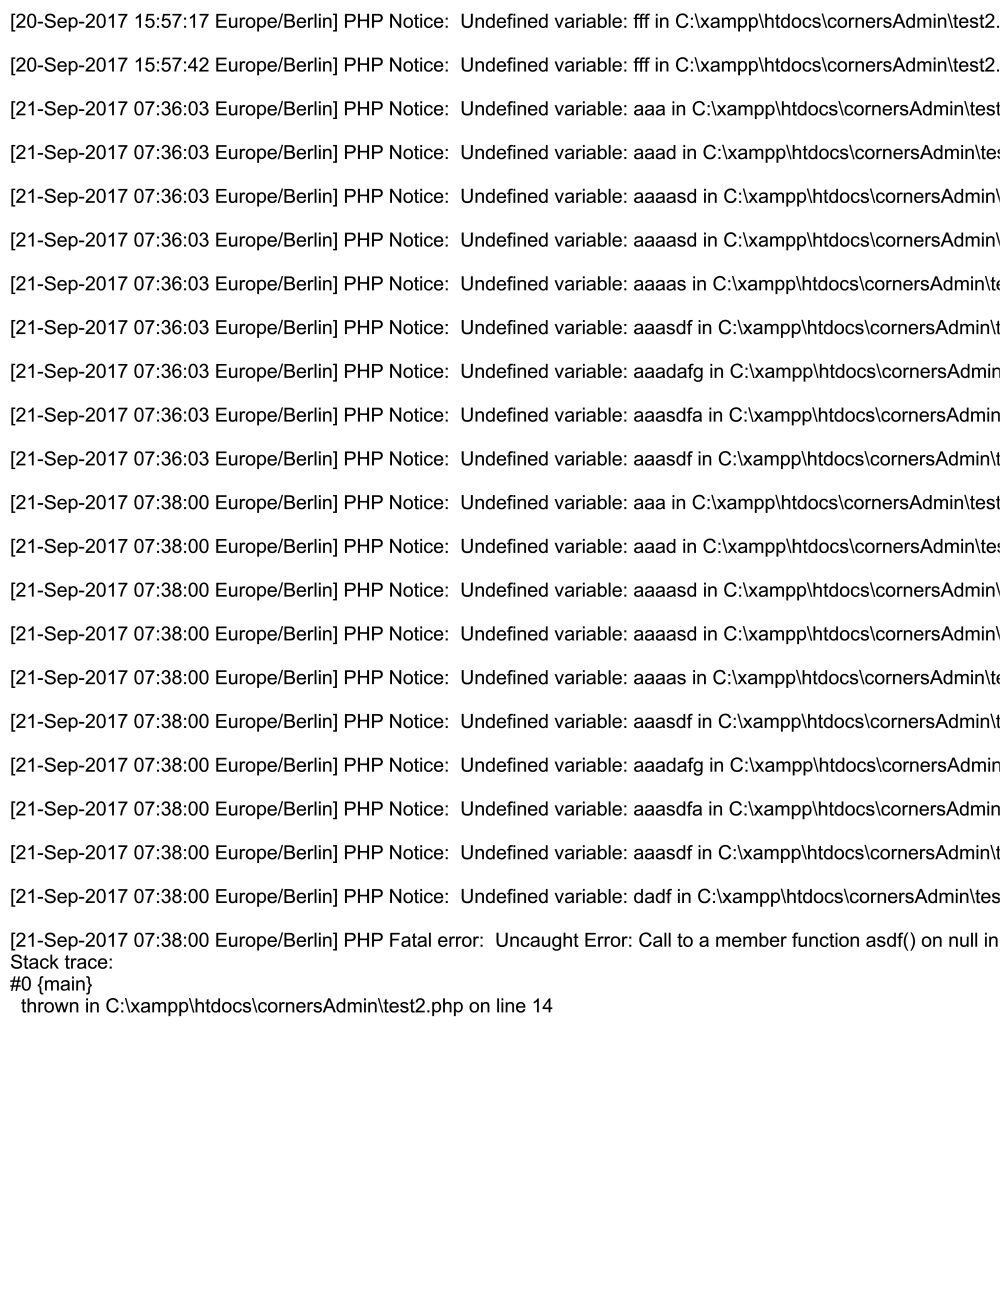 [20-Sep-2017 15:57:17 Europe/Berlin] PHP Notice:  Undefined variable: fff in C:\xampp\htdocs\cornersAdmin\test2.
[20-Sep-2017 15:57:42 Europe/Berlin] PHP Notice:  Undefined variable: fff in C:\xampp\htdocs\cornersAdmin\test2.
[21-Sep-2017 07:36:03 Europe/Berlin] PHP Notice:  Undefined variable: aaa in C:\xampp\htdocs\cornersAdmin\test
[21-Sep-2017 07:36:03 Europe/Berlin] PHP Notice:  Undefined variable: aaad in C:\xampp\htdocs\cornersAdmin\tes
[21-Sep-2017 07:36:03 Europe/Berlin] PHP Notice:  Undefined variable: aaaasd in C:\xampp\htdocs\cornersAdmin\
[21-Sep-2017 07:36:03 Europe/Berlin] PHP Notice:  Undefined variable: aaaasd in C:\xampp\htdocs\cornersAdmin\
[21-Sep-2017 07:36:03 Europe/Berlin] PHP Notice:  Undefined variable: aaaas in C:\xampp\htdocs\cornersAdmin\te
[21-Sep-2017 07:36:03 Europe/Berlin] PHP Notice:  Undefined variable: aaasdf in C:\xampp\htdocs\cornersAdmin\t
[21-Sep-2017 07:36:03 Europe/Berlin] PHP Notice:  Undefined variable: aaadafg in C:\xampp\htdocs\cornersAdmin
[21-Sep-2017 07:36:03 Europe/Berlin] PHP Notice:  Undefined variable: aaasdfa in C:\xampp\htdocs\cornersAdmin
[21-Sep-2017 07:36:03 Europe/Berlin] PHP Notice:  Undefined variable: aaasdf in C:\xampp\htdocs\cornersAdmin\t
[21-Sep-2017 07:38:00 Europe/Berlin] PHP Notice:  Undefined variable: aaa in C:\xampp\htdocs\cornersAdmin\test
[21-Sep-2017 07:38:00 Europe/Berlin] PHP Notice:  Undefined variable: aaad in C:\xampp\htdocs\cornersAdmin\tes
[21-Sep-2017 07:38:00 Europe/Berlin] PHP Notice:  Undefined variable: aaaasd in C:\xampp\htdocs\cornersAdmin\
[21-Sep-2017 07:38:00 Europe/Berlin] PHP Notice:  Undefined variable: aaaasd in C:\xampp\htdocs\cornersAdmin\
[21-Sep-2017 07:38:00 Europe/Berlin] PHP Notice:  Undefined variable: aaaas in C:\xampp\htdocs\cornersAdmin\te
[21-Sep-2017 07:38:00 Europe/Berlin] PHP Notice:  Undefined variable: aaasdf in C:\xampp\htdocs\cornersAdmin\t
[21-Sep-2017 07:38:00 Europe/Berlin] PHP Notice:  Undefined variable: aaadafg in C:\xampp\htdocs\cornersAdmin
[21-Sep-2017 07:38:00 Europe/Berlin] PHP Notice:  Undefined variable: aaasdfa in C:\xampp\htdocs\cornersAdmin
[21-Sep-2017 07:38:00 Europe/Berlin] PHP Notice:  Undefined variable: aaasdf in C:\xampp\htdocs\cornersAdmin\t
[21-Sep-2017 07:38:00 Europe/Berlin] PHP Notice:  Undefined variable: dadf in C:\xampp\htdocs\cornersAdmin\tes
[21-Sep-2017 07:38:00 Europe/Berlin] PHP Fatal error:  Uncaught Error: Call to a member function asdf() on null in
Stack trace:
#0 {main}
  thrown in C:\xampp\htdocs\cornersAdmin\test2.php on line 14